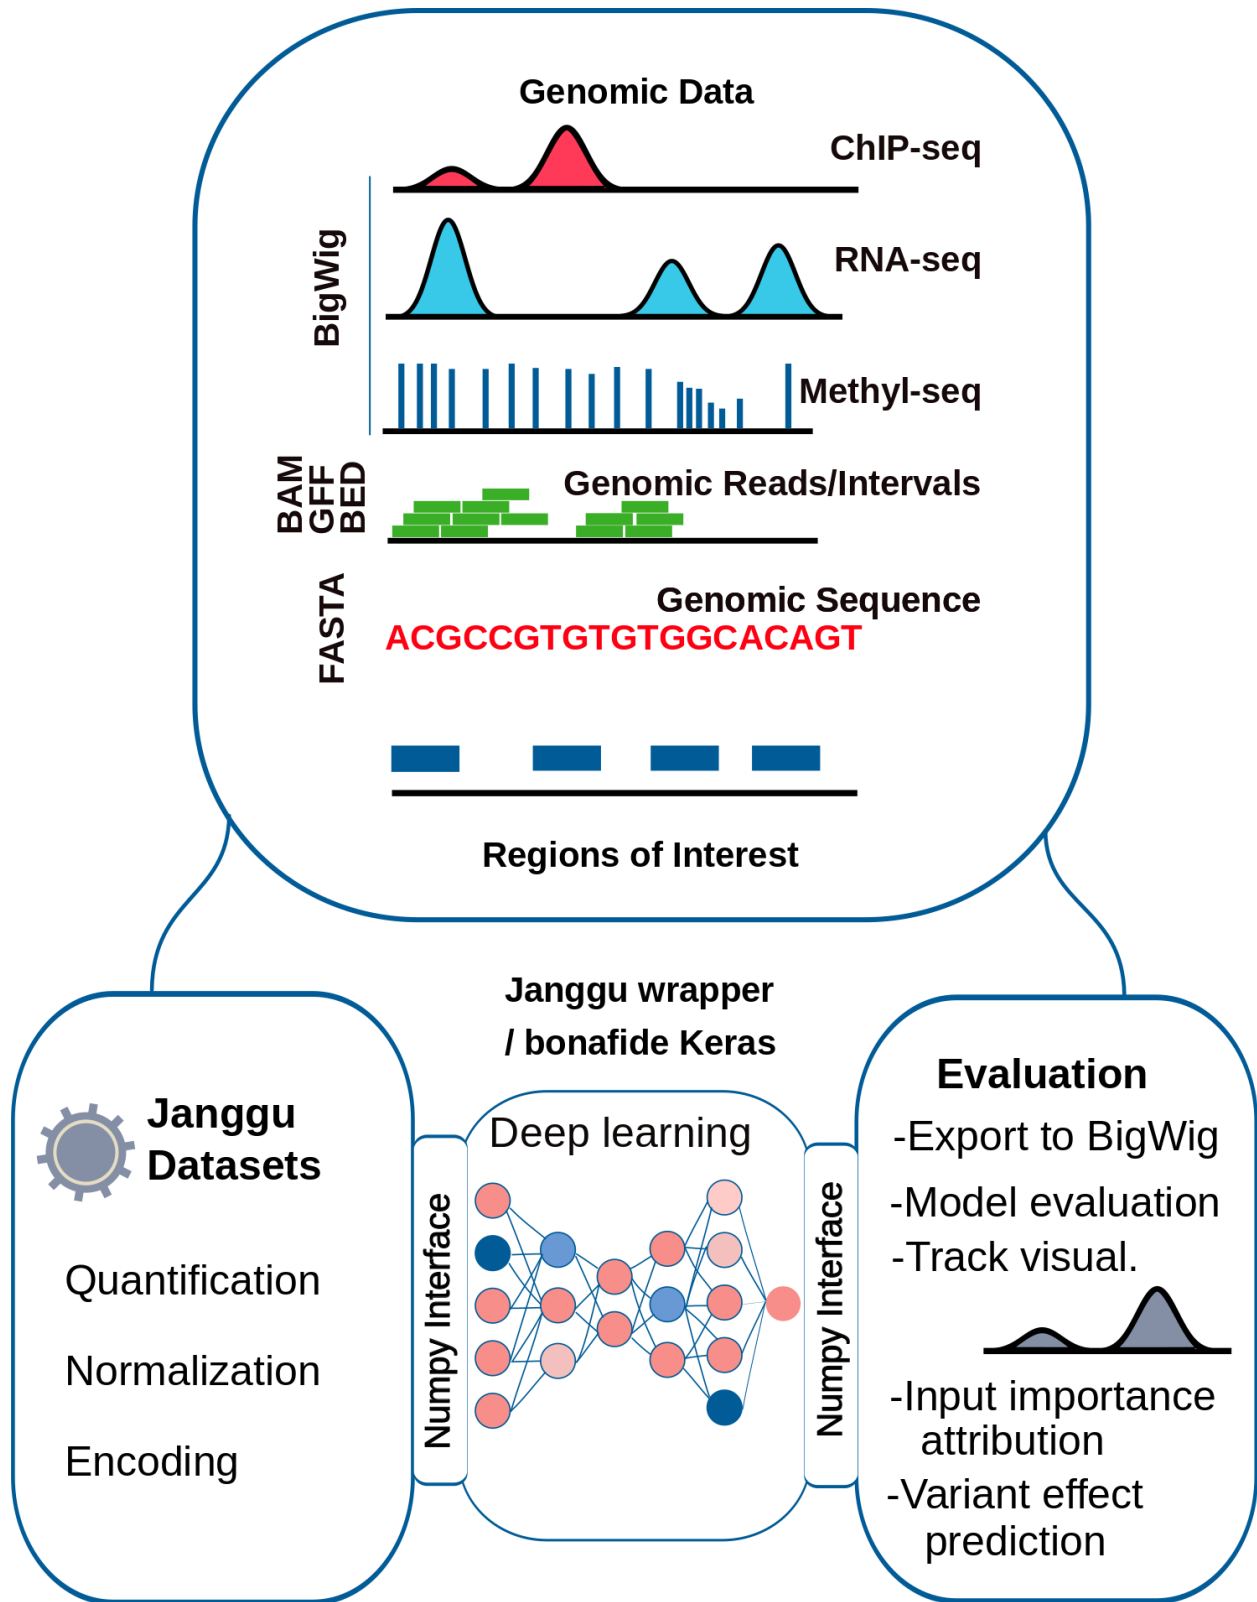 Genomic Data
ChIP-seq
RNA-seq
BigWig
Methyl-seq
BAM
GFF
BED
Genomic Reads/Intervals
FASTA
Genomic Sequence
ACGCCGTGTGTGGCACAGT
Regions of Interest
Janggu wrapper
/ bonafide Keras
Janggu
Datasets
Quantification
Normalization
Encoding
Numpy Interface
Deep learning
Numpy Interface
Evaluation
-Export to BigWig
-Model evaluation
-Track visual.
-Input importance
attribution
-Variant effect
prediction